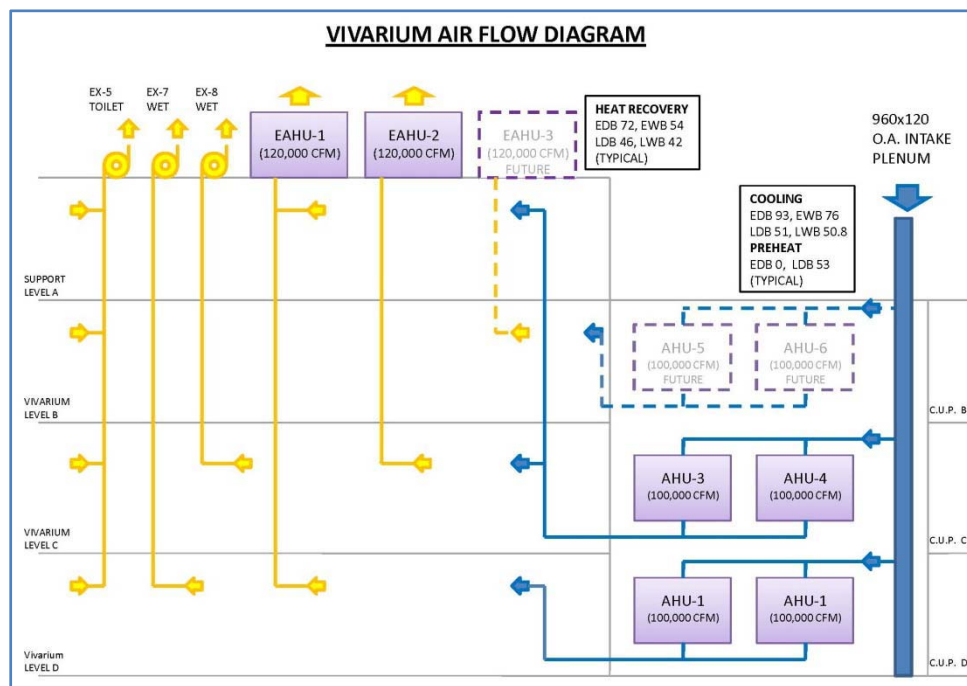 VIVARIUM AIR FLOW DIAGRAM
EX-5
TOILET
EX-7
WET
EX-8
WET
EAHU-1
(120,000 CFM)
EAHU-2
(120,000 CFM)
EAHU-3
(120,000 CFM)
FUTURE
HEAT RECOVERY
EDB 72, EWB 54
LDB 46, LWB 42
(TYPICAL)
960x120
O.A. INTAKE
PLENUM
COOLING
EDB 93, EWB 76
LDB 51, LWB 50.8
PREHEAT
EDB 0, LDB 53
(TYPICAL)
SUPPORT
LEVEL A
AHU-5
(100,000 CFM)
FUTURE
AHU-6
(100,000 CFM)
FUTURE
VIVARIUM
LEVEL B
C.U.P. B
AHU-3
(100,000 CFM)
AHU-4
(100,000 CFM)
VIVARIUM
LEVEL C
C.U.P. C
AHU-1
(100,000 CFM)
AHU-1
(100,000 CFM)
Vivarium
LEVEL D
C.U.P. D